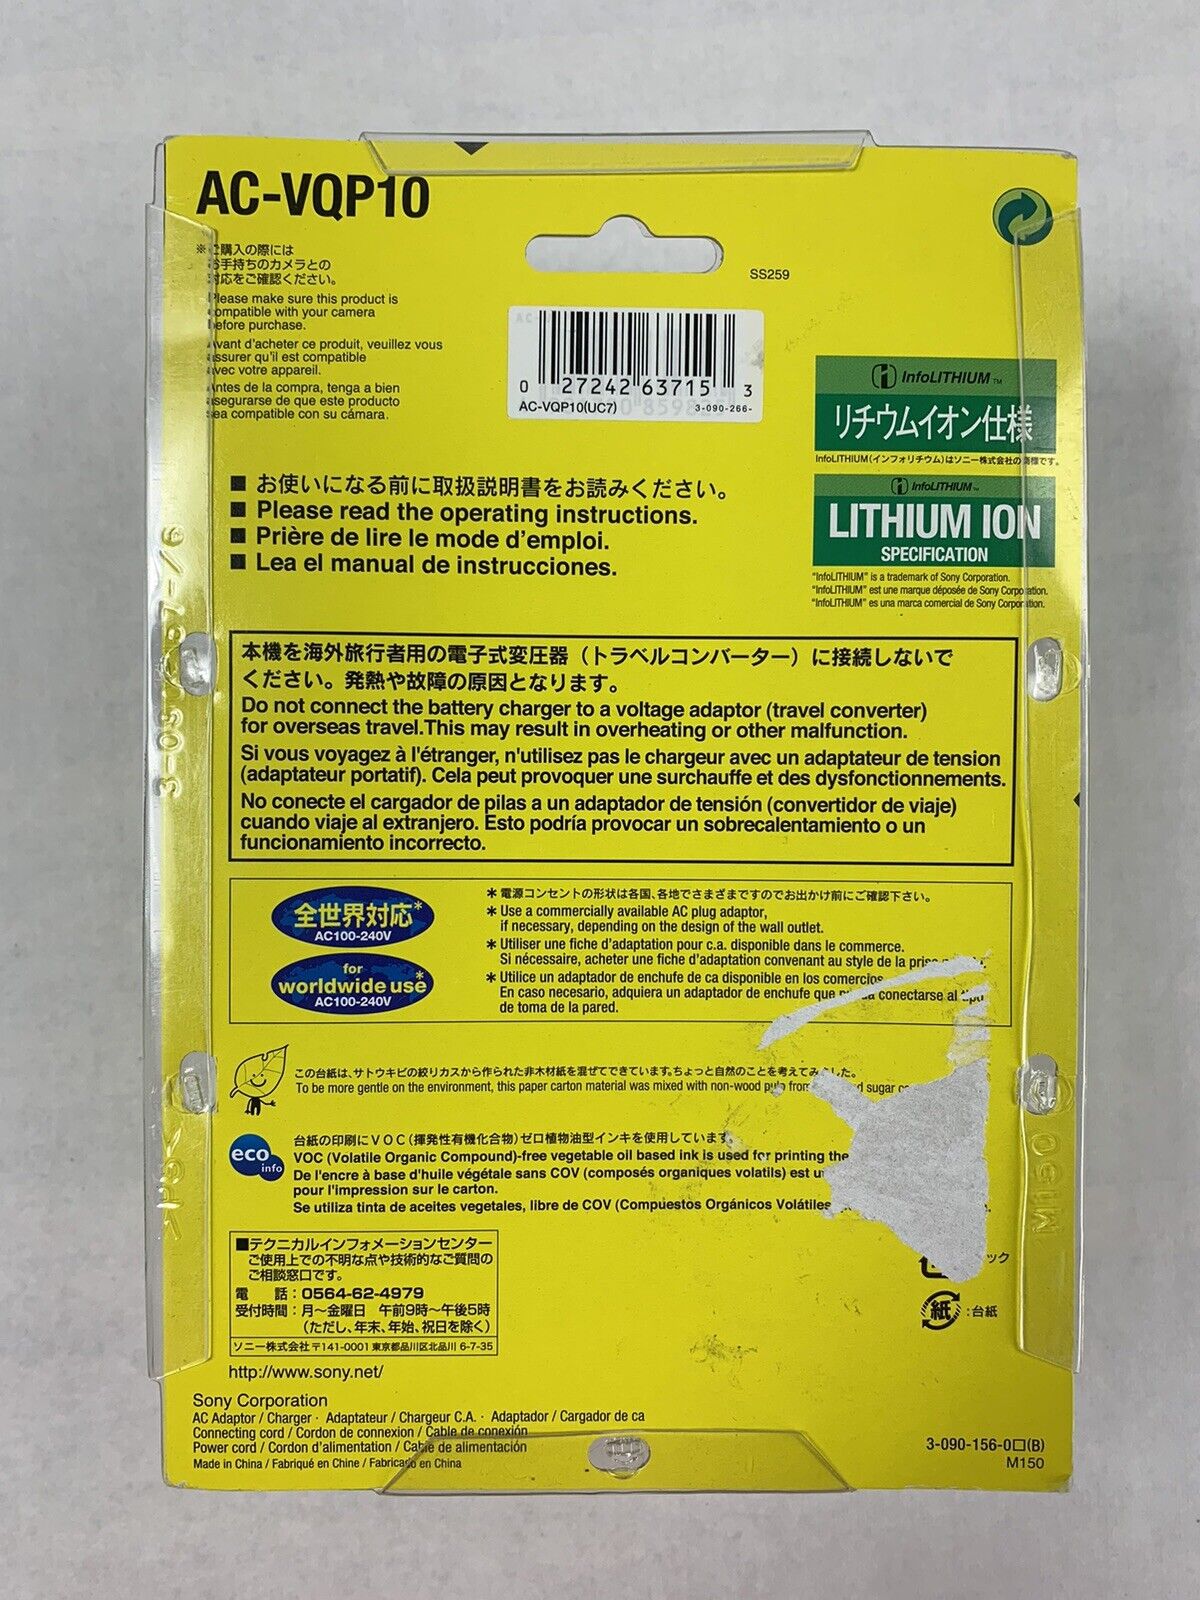 AC-VQP10
※ご購入の際には
お手持ちのカメラとの
対応をご確認ください。
Please make sure this product is
compatible with your camera
before purchase.
Avant d'acheter ce produit, veuillez vous
assurer qu'il est compatible
avec votre appareil.
Antes de la compra, tenga a bien
asegurarse de que este producto
sea compatible con su cámara.
SS259
0 27242 63715 3
AC-VQP10(UC7) 3-090-266-
InfoLITHIUM TM
リチウムイオン仕様
InfoLITHIUM(インフォリチウム)はソニー株式会社の商標です。
InfoLITHIUM TM
LITHIUM ION
SPECIFICATION
"InfoLITHIUM" is a trademark of Sony Corporation.
"InfoLITHIUM" est une marque déposée de Sony Corporation.
"InfoLITHIUM" es una marca comercial de Sony Corporation.
■ お使いになる前に取扱説明書をお読みください。
■ Please read the operating instructions.
■ Prière de lire le mode d'emploi.
■ Lea el manual de instrucciones.
本機を海外旅行者用の電子式変圧器（トラベルコンバーター）に接続しないで
ください。発熱や故障の原因となります。
Do not connect the battery charger to a voltage adaptor (travel converter)
for overseas travel.This may result in overheating or other malfunction.
Si vous voyagez à l'étranger, n'utilisez pas le chargeur avec un adaptateur de tension
(adaptateur portatif). Cela peut provoquer une surchauffe et des dysfonctionnements.
No conecte el cargador de pilas a un adaptador de tensión (convertidor de viaje)
cuando viaje al extranjero. Esto podría provocar un sobrecalentamiento o un
funcionamiento incorrecto.
全世界対応*
AC100-240V
for
worldwide use*
AC100-240V
* 電源コンセントの形状は各国、各地でさまざまですのでお出かけ前にご確認下さい。
* Use a commercially available AC plug adaptor,
if necessary, depending on the design of the wall outlet.
* Utiliser une fiche d'adaptation pour c.a. disponible dans le commerce.
Si nécessaire, acheter une fiche d'adaptation convenant au style de la
* Utilice un adaptador de enchufe de ca disponible en los comercios
En caso necesario, adquiera un adaptador de enchufe que pueda conectarse al tipo
de toma de la pared.
この台紙は、サトウキビの絞りカスから作られた非木材紙を混ぜてできています。ちょっと自然のことを考えてみました。
To be more gentle on the environment, this paper carton material was mixed with non-wood pulp from sugar
eco
info
台紙の印刷にVOC(揮発性有機化合物)ゼロ植物油型インキを使用しています。
VOC (Volatile Organic Compound)-free vegetable oil based ink is used for printing the
De l'encre à base d'huile végétale sans COV (composés organiques volatils) est
pour l'impression sur le carton.
Se utiliza tinta de aceites vegetales, libre de COV (Compuestos Orgánicos Volátiles
■テクニカルインフォメーションセンター
ご使用上での不明な点や技術的なご質問の
ご相談窓口です。
電 話：0564-62-4979
受付時間：月～金曜日 午前9時～午後5時
（ただし、年末、年始、祝日を除く）
ソニー株式会社 〒141-0001 東京都品川区北品川 6-7-35
ック
紙 :台紙
http://www.sony.net/
Sony Corporation
AC Adaptor / Charger · Adaptateur / Chargeur C.A. · Adaptador / Cargador de ca
Connecting cord / Cordon de connexion / Cable de conexión
Power cord / Cordon d'alimentation / Cable de alimentación
Made in China / Fabriqué en Chine / Fabricado en China
3-090-156-0□(B)
M150
M150